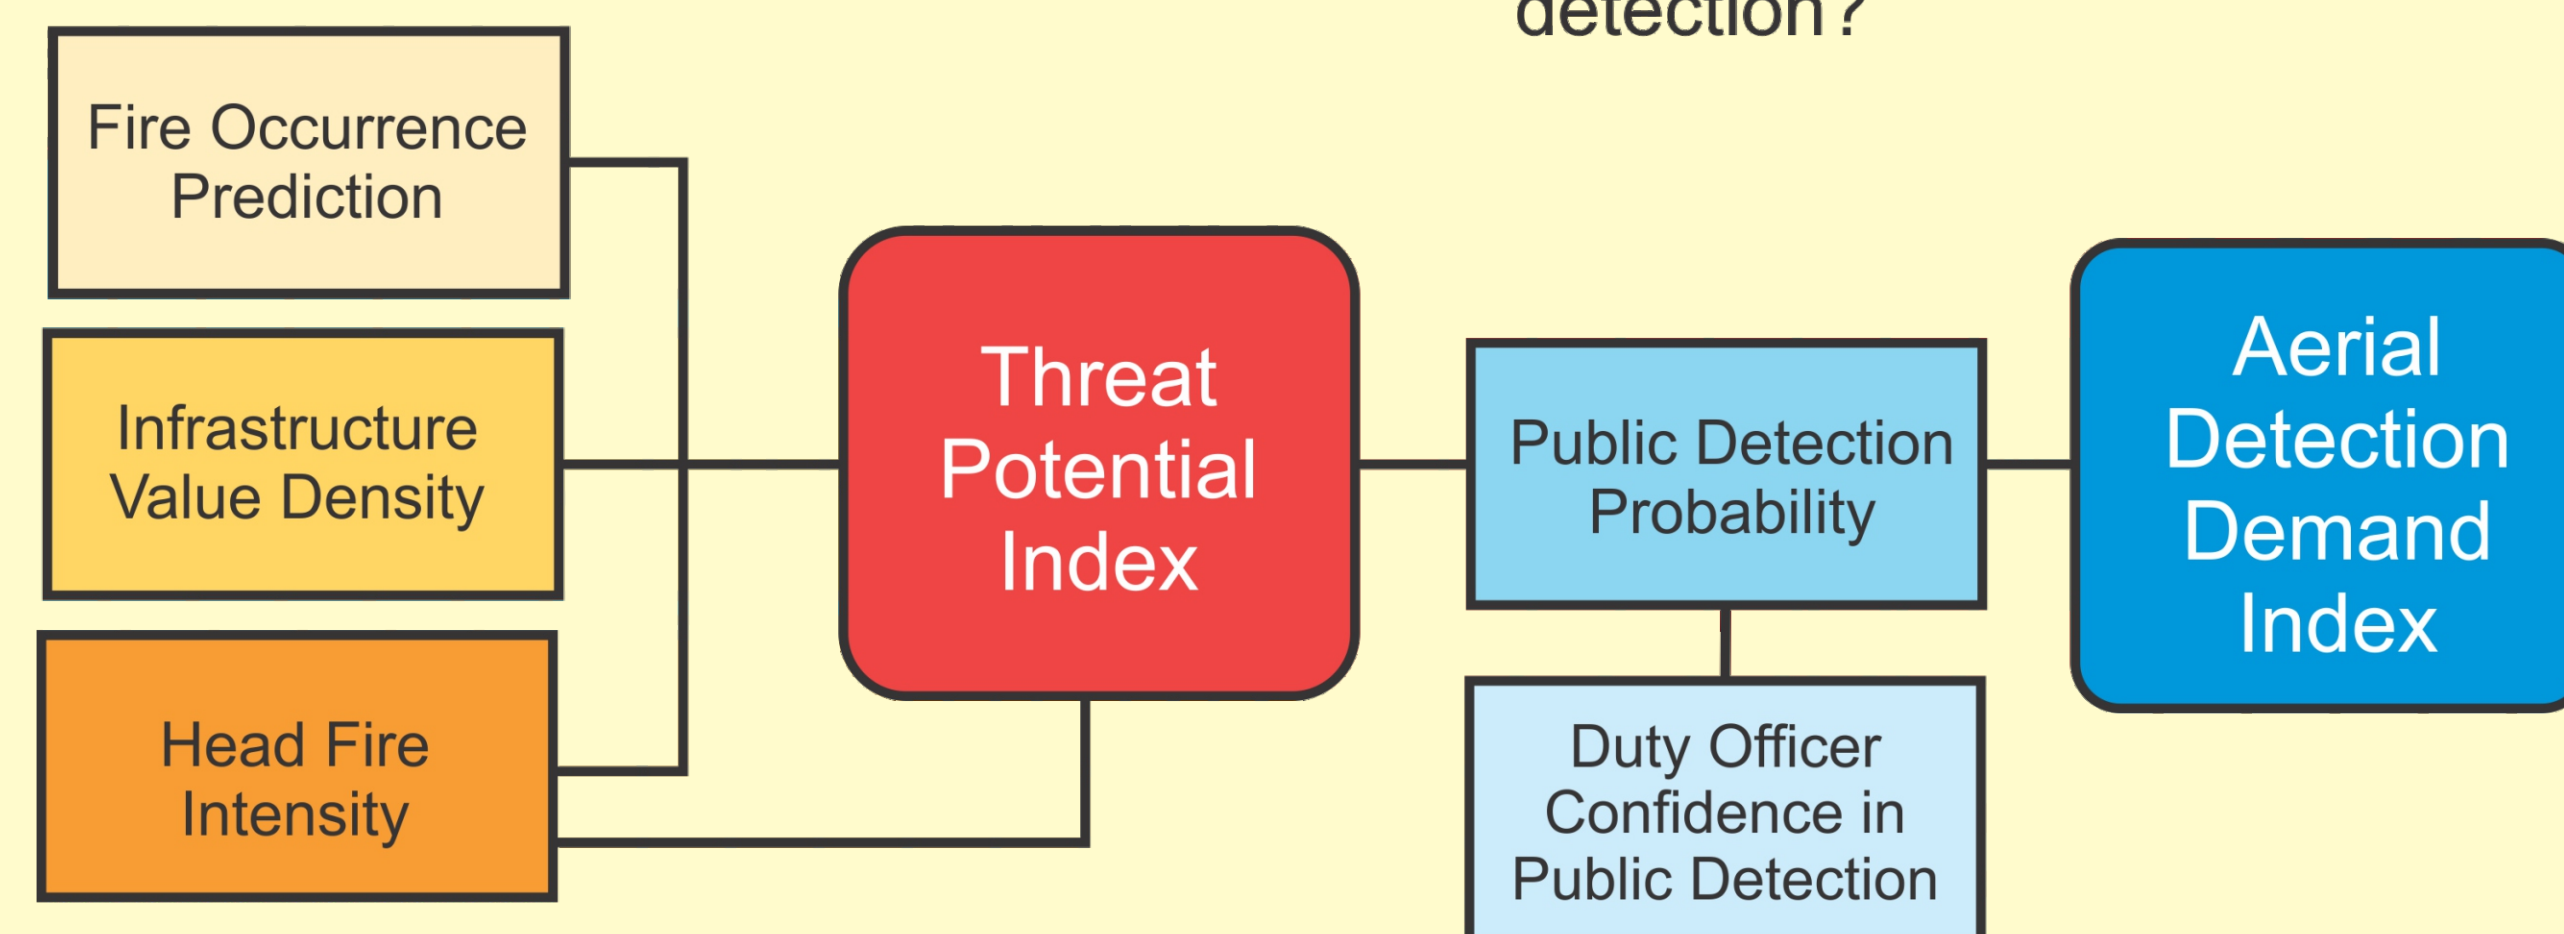 detection?
Fire Occurrence
Prediction
Infrastructure
Value Density
Head Fire
Intensity
Threat
Potential
Index
Public Detection
Probability
Duty Officer
Confidence in
Public Detection
Aerial
Detection
Demand
Index